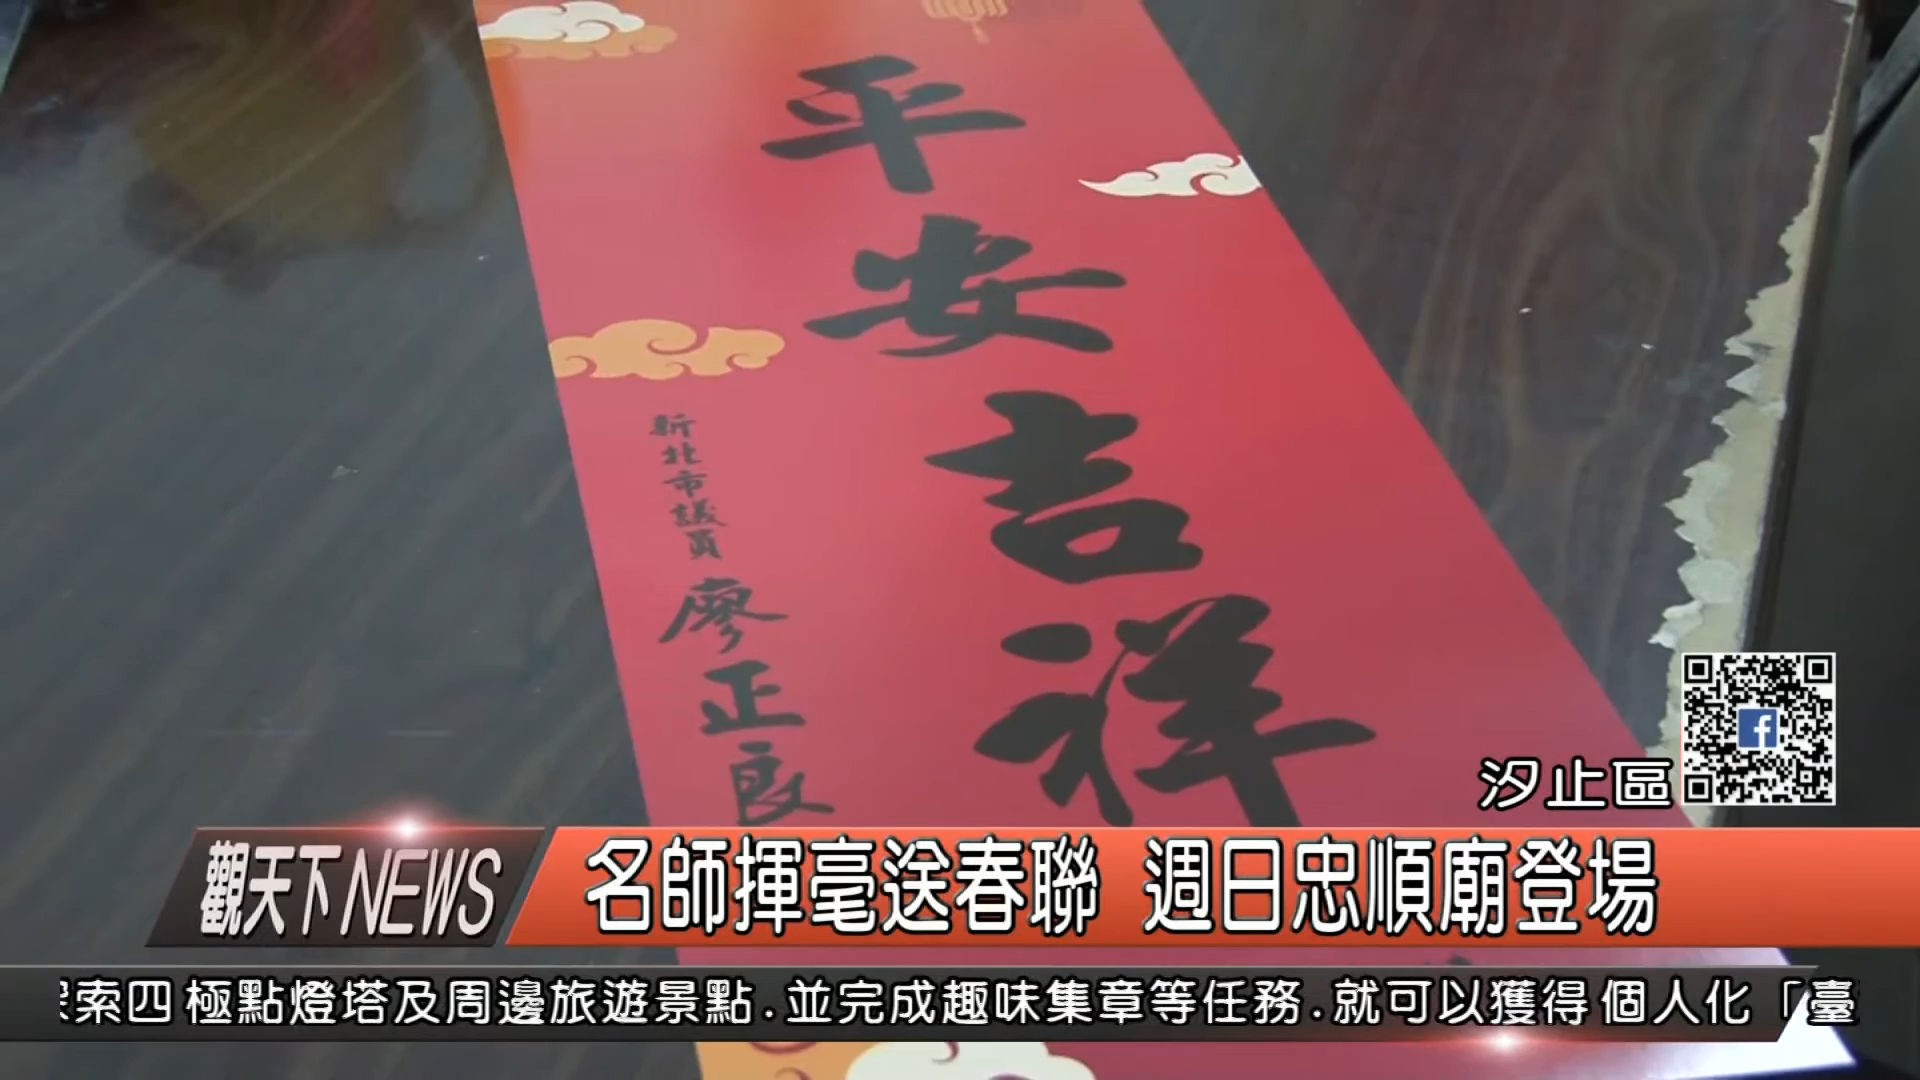 平安吉祥
新北市議員 廖正良
汐止區
觀天下NEWS
名師揮毫送春聯 週日忠順廟登場
索四極點燈塔及周邊旅遊景點.並完成趣味集章等任務.就可以獲得個人化「臺